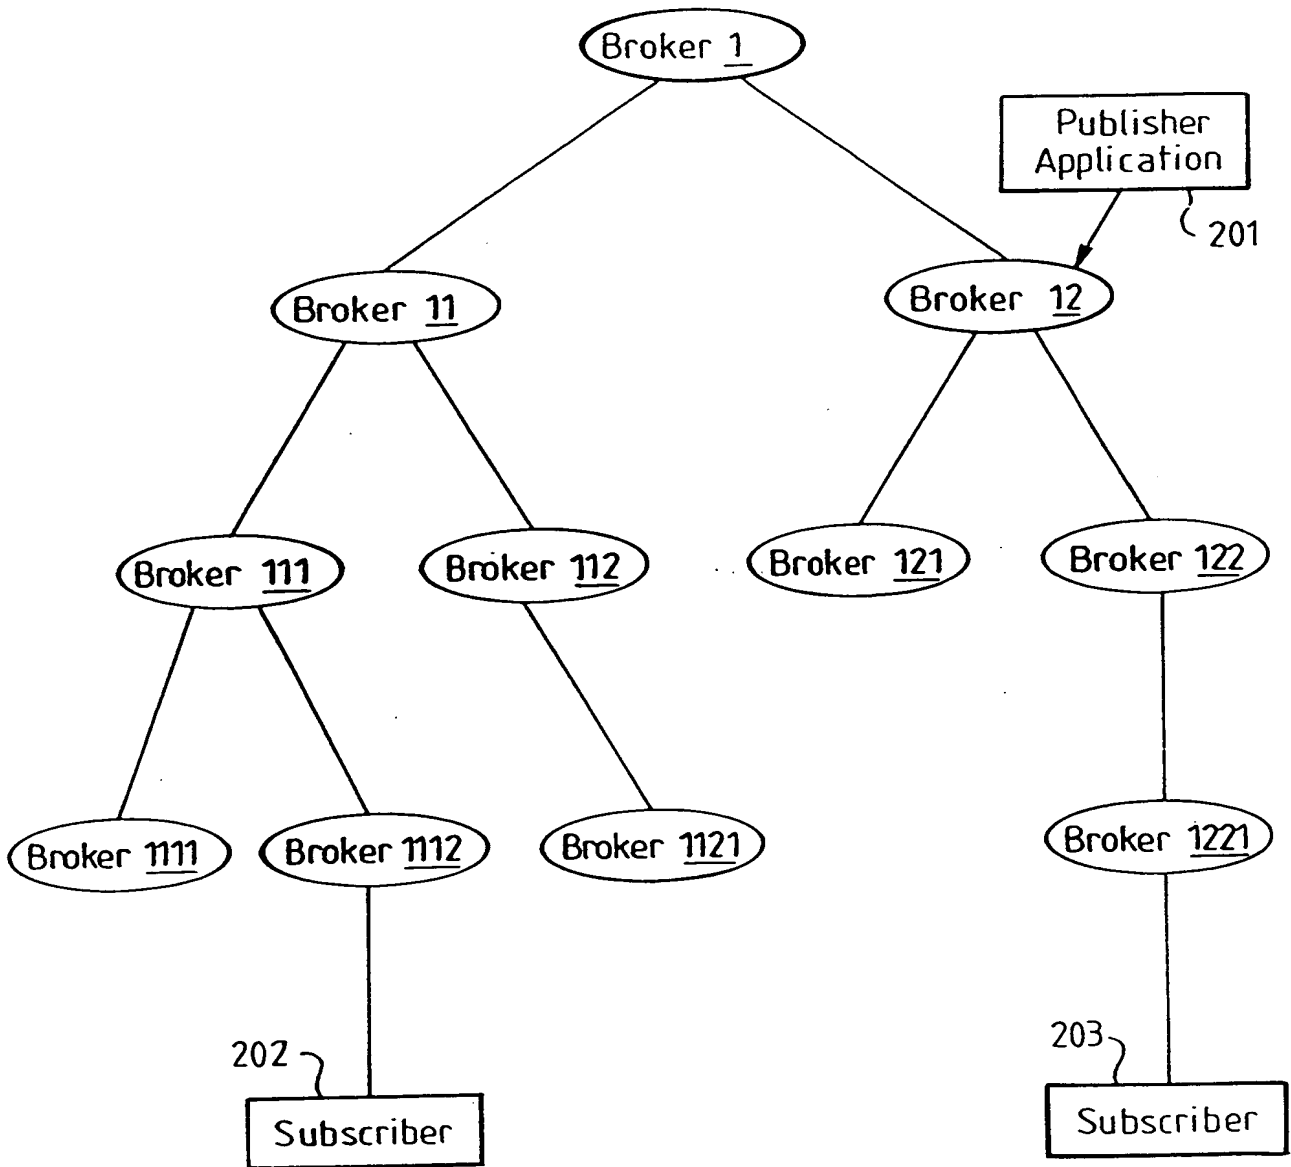 Broker 1
Publisher
Application
201
Broker 11
Broker 12
Broker 111
Broker 112
Broker 121
Broker 122
Broker 1111
Broker 1112
Broker 1121
Broker 1221
202
203
Subscriber
Subscriber